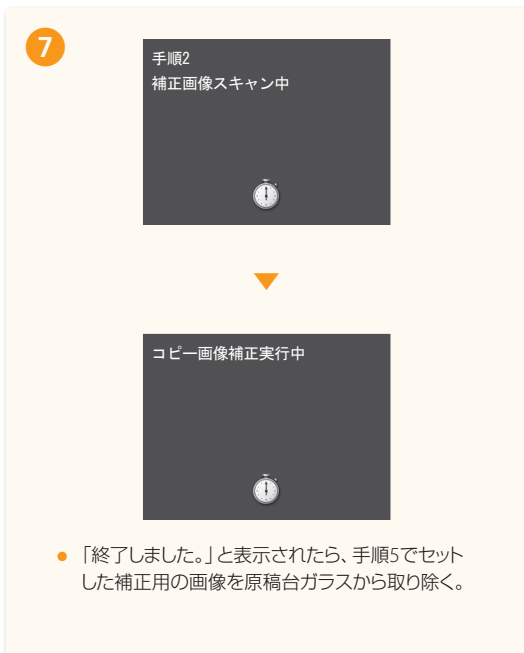 7
手順2
補正画像スキャン中
コピー画像補正実行中
● 「終了しました。」と表示されたら、手順5でセット
した補正用の画像を原稿台ガラスから取り除く。